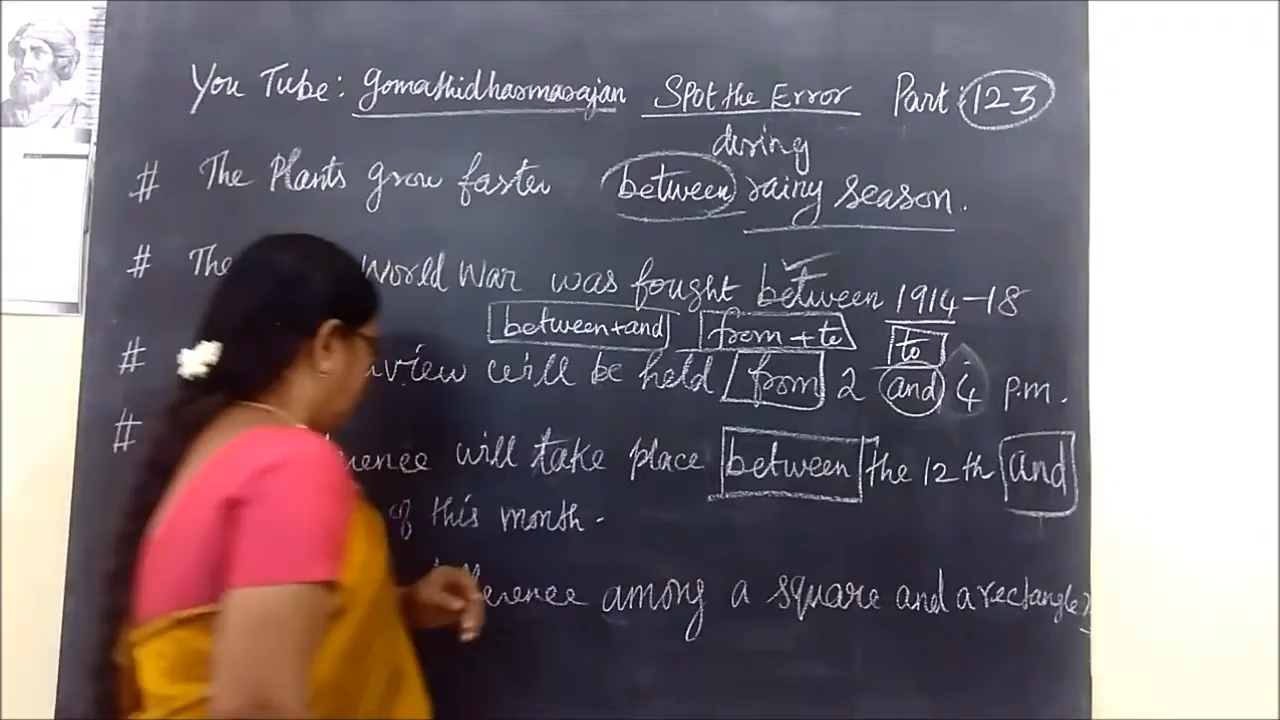 You Tube: gomathidharmarajan Spot the Error Part: 123
during
# The Plants grow faster between rainy season.
# The World War was fought between 1914-18
between+and from + to to
# will be held from 2 and 4 p.m.
# will take place between the 12 th and
of this month.
among a square and a rectangle?